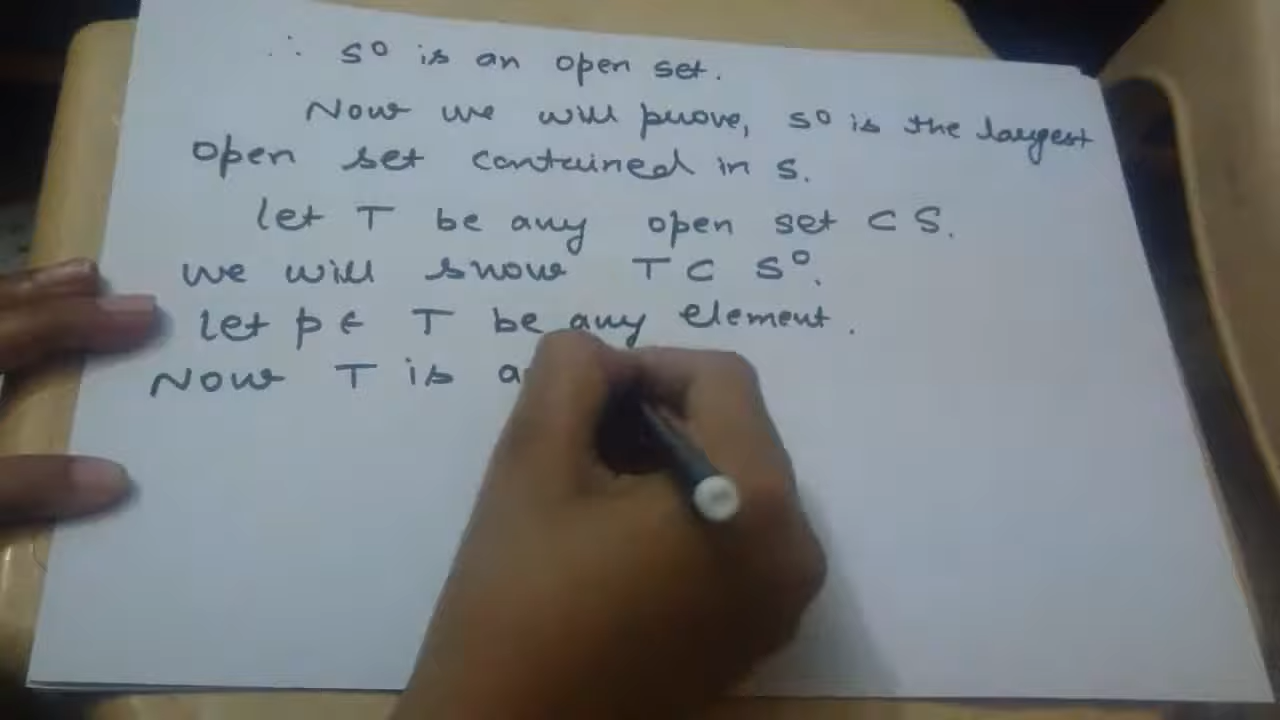 ∴ S° is an open set.
Now we will prove, S° is the largest
open set contained in S.
let T be any open set ⊂ S.
we will show T ⊂ S°.
let p ∈ T be any element.
Now T is a